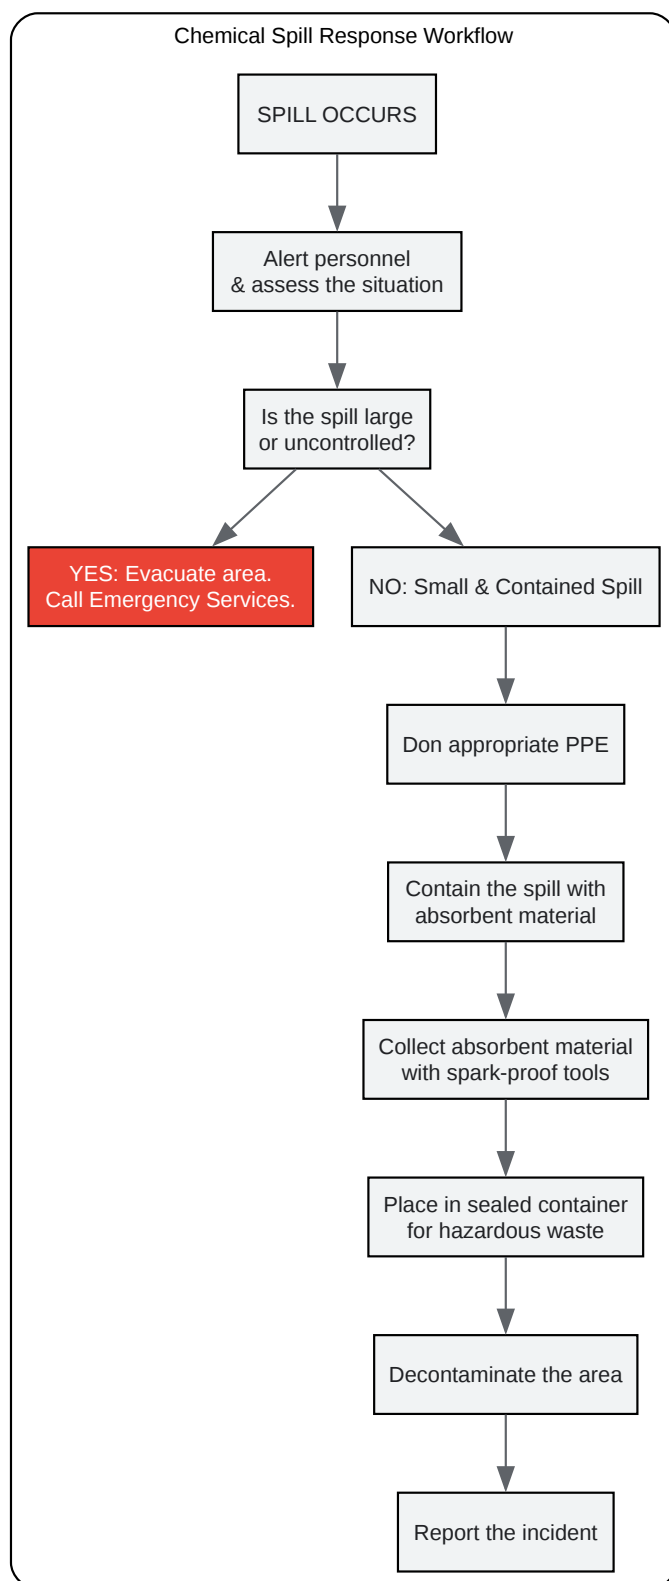 Chemical Spill Response Workflow
SPILL OCCURS
Alert personnel
& assess the situation
Is the spill large
or uncontrolled?
YES: Evacuate area.
Call Emergency Services.
NO: Small & Contained Spill
Don appropriate PPE
Contain the spill with
absorbent material
Collect absorbent material
with spark-proof tools
Place in sealed container
for hazardous waste
Decontaminate the area
Report the incident